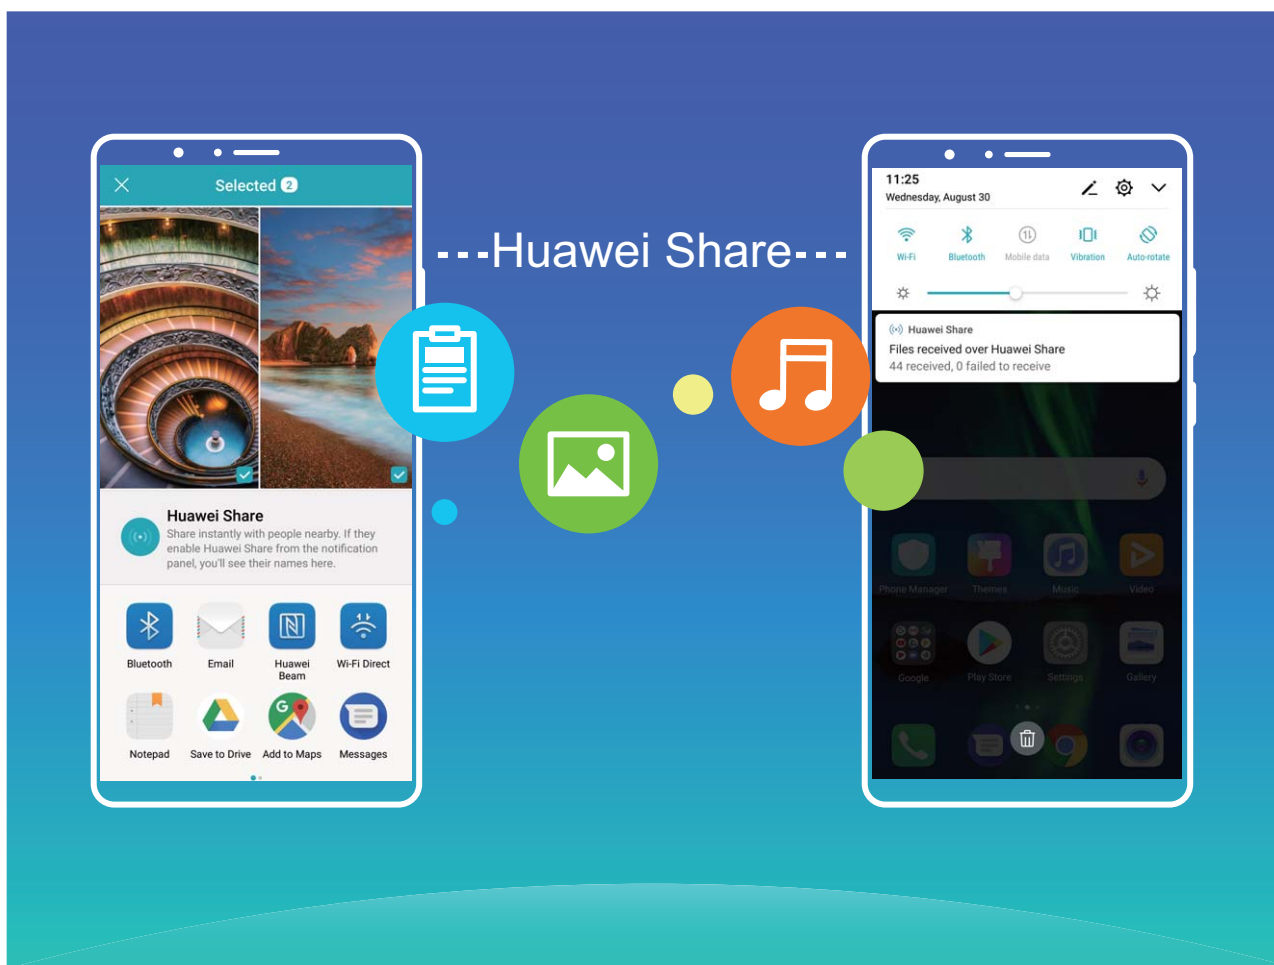 Selected 2
---Huawei Share---
Huawei Share
Share instantly with people nearby. If they
enable Huawei Share from the notification
panel, you'll see their names here.
Bluetooth
Email
Huawei
Beam
Wi-Fi Direct
Notepad
Save to Drive
Add to Maps
Messages
11:25
Wednesday, August 30
Wi-Fi
Bluetooth
Mobile data
Vibration
Auto-rotate
Huawei Share
Files received over Huawei Share
44 received, 0 failed to receive
Phone Manager
Themes
Music
Video
Google
Play Store
Settings
Gallery